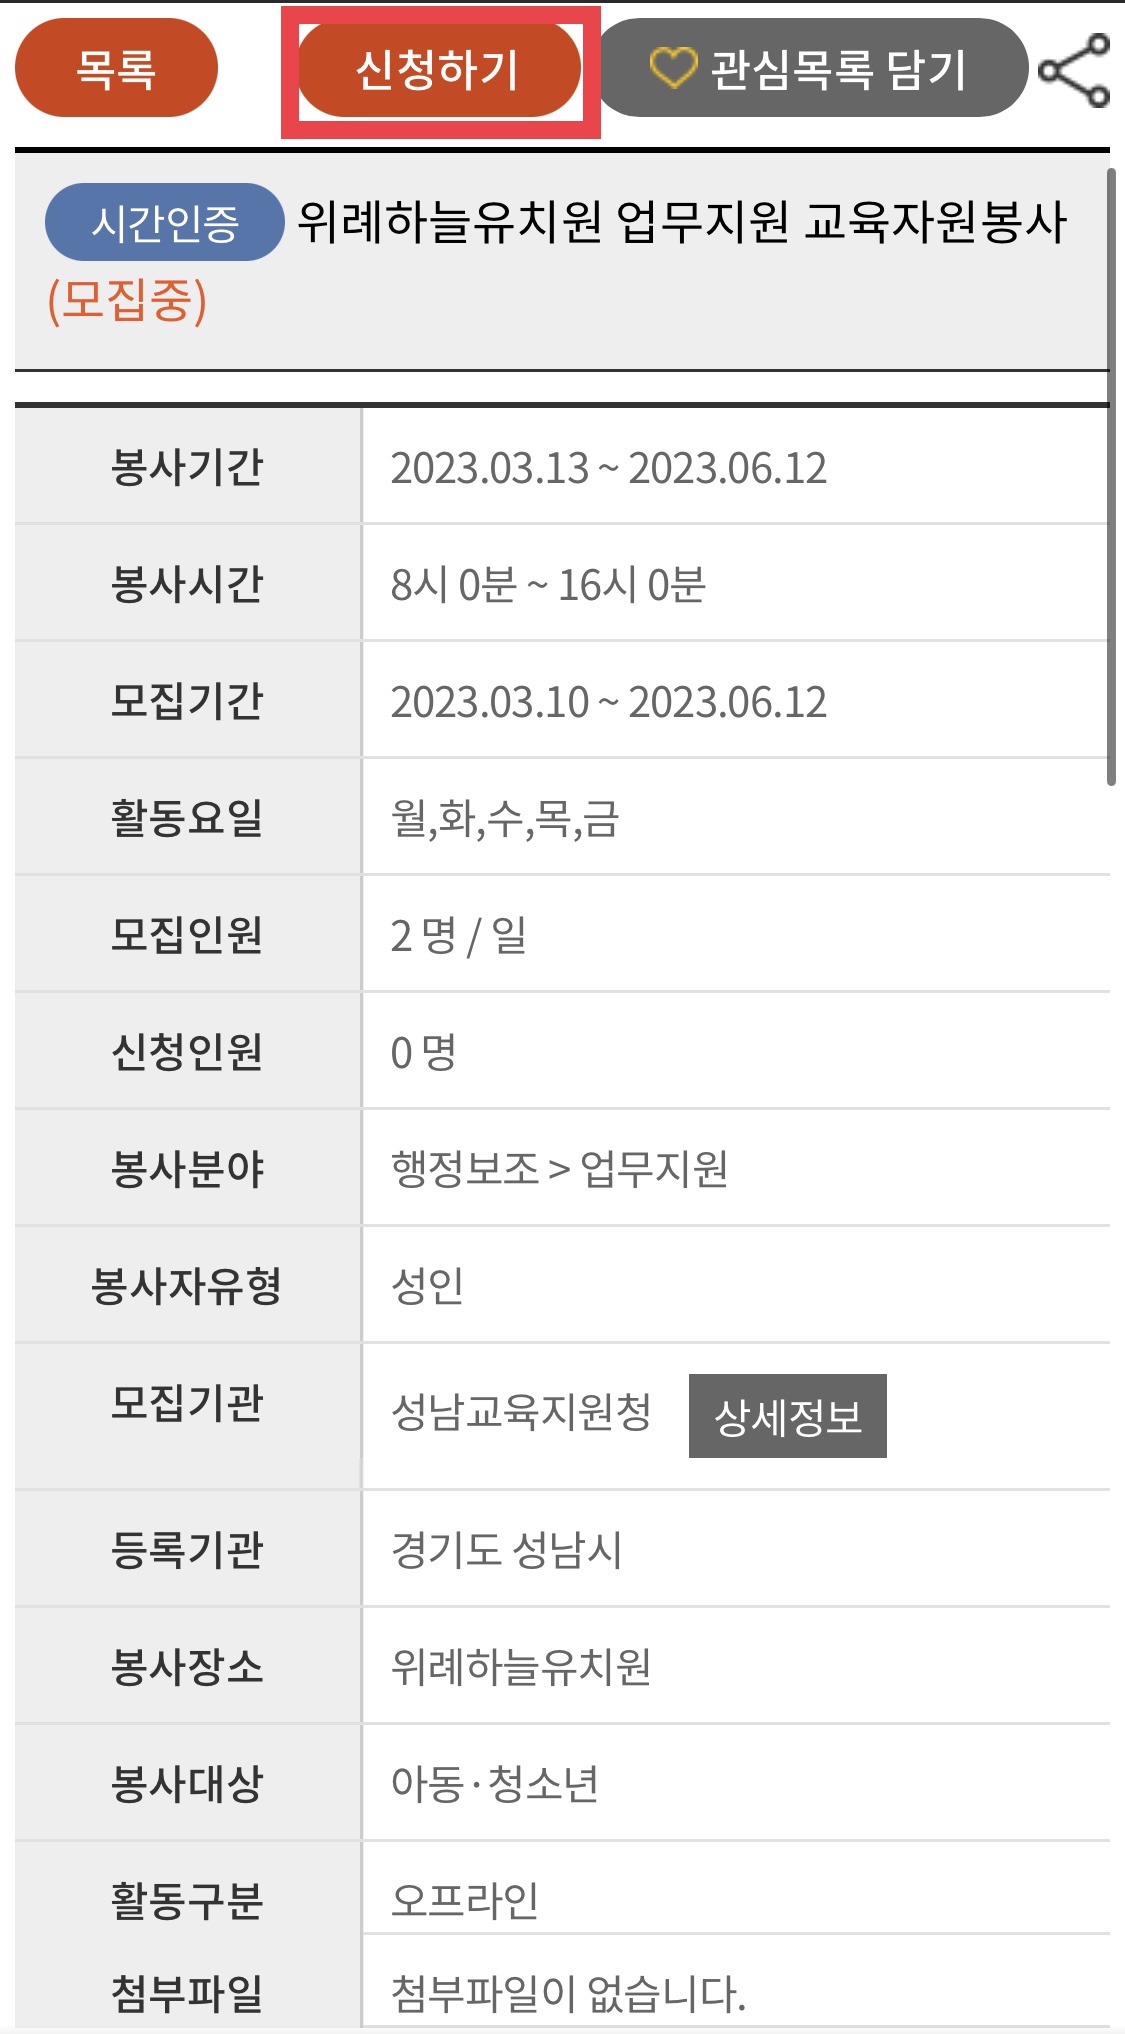 목록
신청하기
관심목록 담기
시간인증 위례하늘유치원 업무지원 교육자원봉사
(모집중)
봉사기간 2023.03.13 ~ 2023.06.12
봉사시간 8시 0분 ~ 16시 0분
모집기간 2023.03.10 ~ 2023.06.12
활동요일 월,화,수,목,금
모집인원 2 명 / 일
신청인원 0 명
봉사분야 행정보조 > 업무지원
봉사자유형 성인
모집기관 성남교육지원청 상세정보
등록기관 경기도 성남시
봉사장소 위례하늘유치원
봉사대상 아동·청소년
활동구분 오프라인
첨부파일 첨부파일이 없습니다.